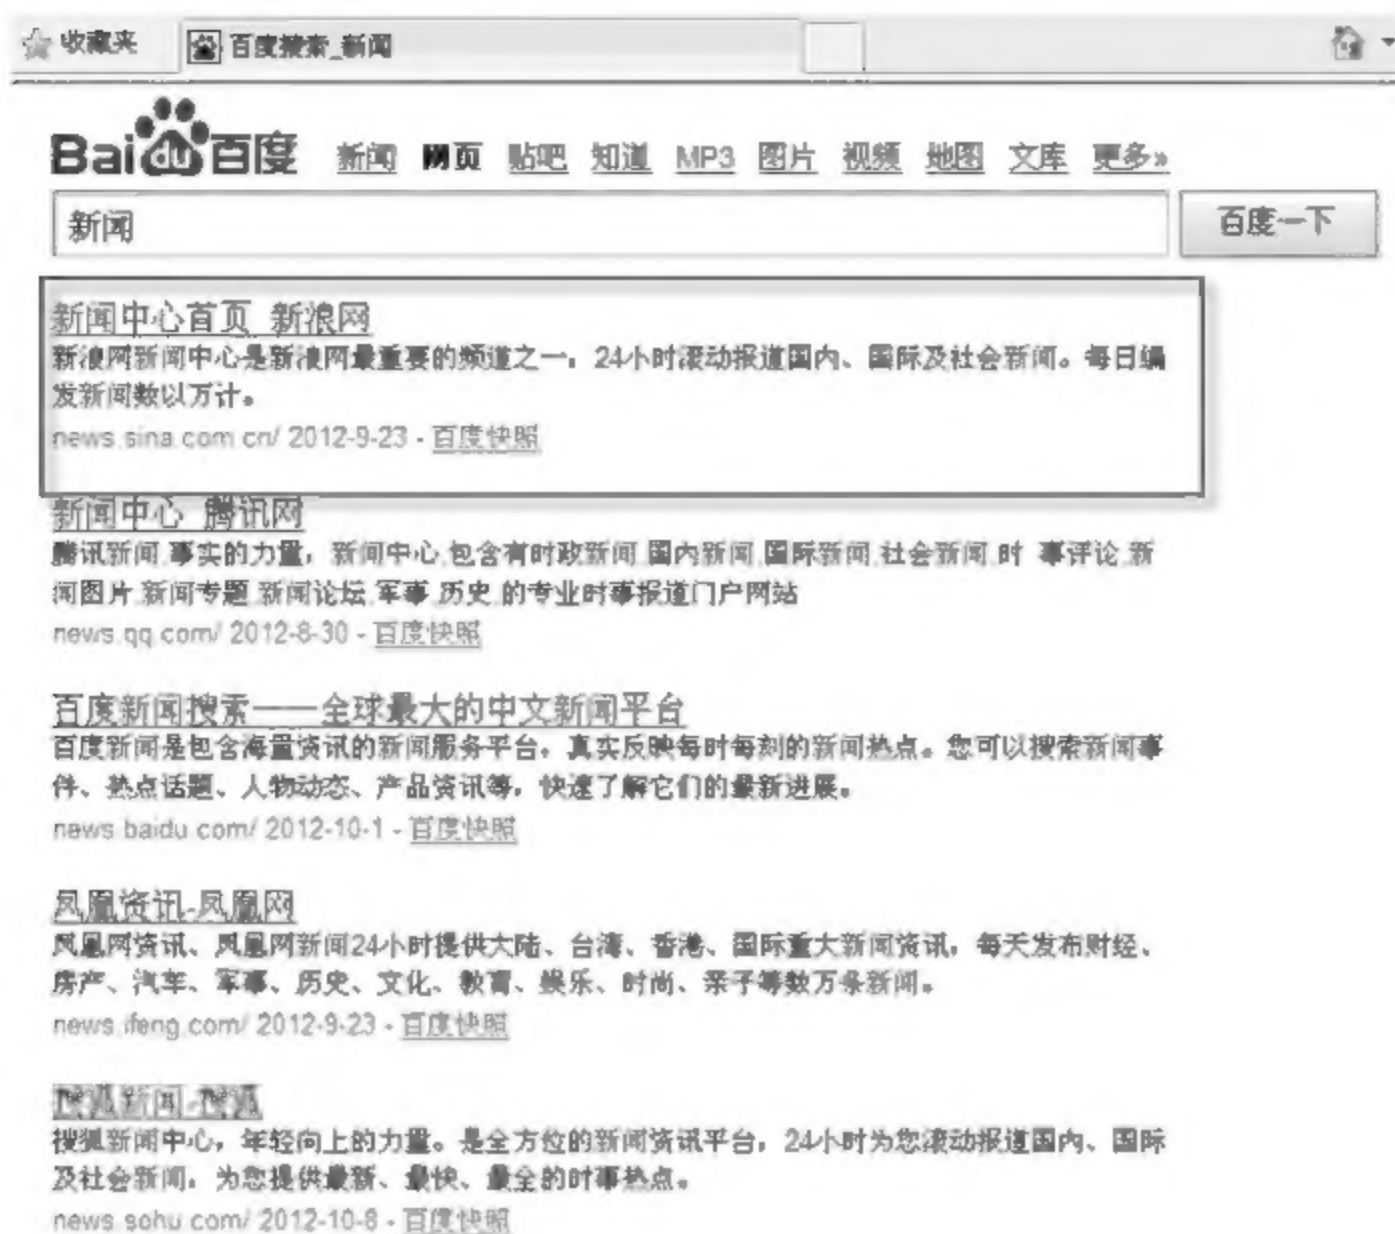 收藏夹 百度搜索_新闻
Bai du 百度 新闻 网页 贴吧 知道 MP3 图片 视频 地图 文库 更多»
新闻 百度一下
新闻中心首页_新浪网
新浪网新闻中心是新浪网最重要的频道之一，24小时滚动报道国内、国际及社会新闻。每日编
发新闻数以万计。
news.sina.com.cn/ 2012-9-23 - 百度快照
新闻中心_腾讯网
腾讯新闻,事实的力量，新闻中心,包含有时政新闻,国内新闻,国际新闻,社会新闻,时 事评论,新
闻图片,新闻专题,新闻论坛,军事,历史,的专业时事报道门户网站
news.qq.com/ 2012-8-30 - 百度快照
百度新闻搜索——全球最大的中文新闻平台
百度新闻是包含海量资讯的新闻服务平台，真实反映每时每刻的新闻热点。您可以搜索新闻事
件、热点话题、人物动态、产品资讯等，快速了解它们的最新进展。
news.baidu.com/ 2012-10-1 - 百度快照
凤凰资讯-凤凰网
凤凰网资讯、凤凰网新闻24小时提供大陆、台湾、香港、国际重大新闻资讯，每天发布财经、
房产、汽车、军事、历史、文化、教育、娱乐、时尚、亲子等数万条新闻。
news.ifeng.com/ 2012-9-23 - 百度快照
搜狐新闻-搜狐
搜狐新闻中心，年轻向上的力量。是全方位的新闻资讯平台，24小时为您滚动报道国内、国际
及社会新闻，为您提供最新、最快、最全的时事热点。
news.sohu.com/ 2012-10-8 - 百度快照